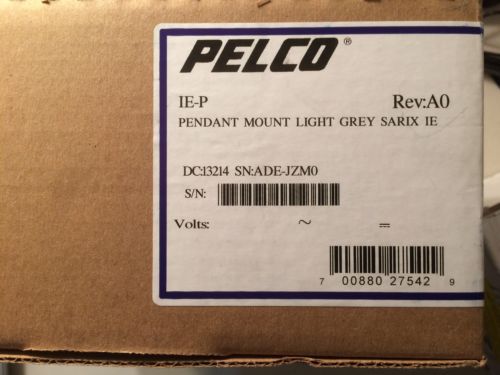 PELCO®
IE-P Rev:A0
PENDANT MOUNT LIGHT GREY SARIX IE
DC:13214 SN:ADE-JZM0
S/N:
Volts: ~ ⎓
7 00880 27542 9